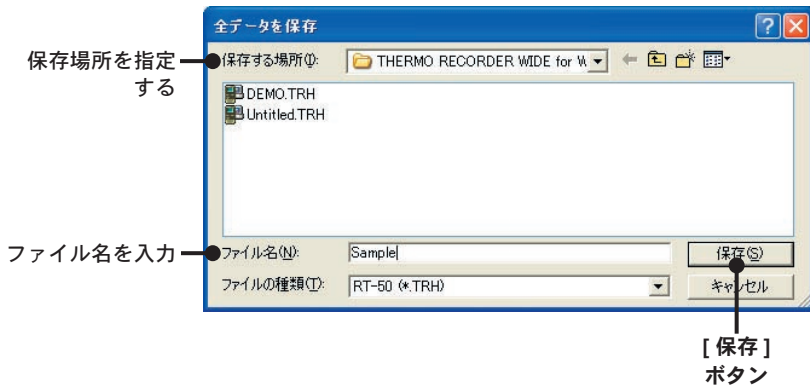 全データを保存
保存場所を指定
する
保存する場所(I):
THERMO RECORDER WIDE for W
DEMO.TRH
Untitled.TRH
ファイル名を入力
ファイル名(N):
Sample
保存(S)
ファイルの種類(T):
RT-50 (*.TRH)
キャンセル
[ 保存 ]
ボタン